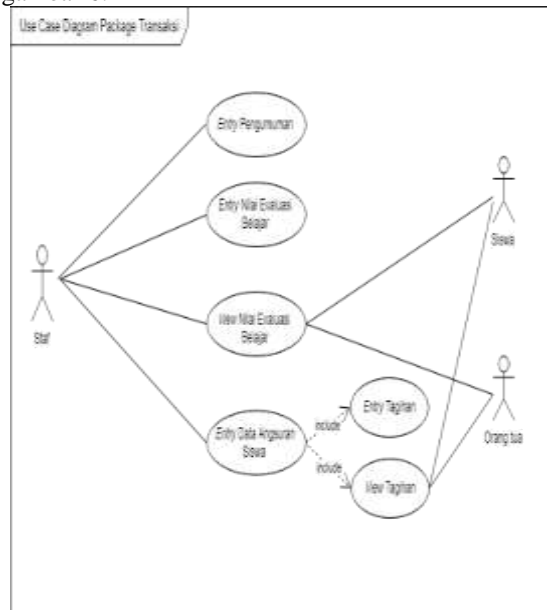 Use Case Diagram Package Transaksi
Entry Pengumuman
Entry Nilai Evaluasi
Belajar
Siswa
View Nilai Evaluasi
Belajar
Staf
Entry Tagihan
include
Entry Data Angsuran
Siswa
Orang tua
include
View Tagihan